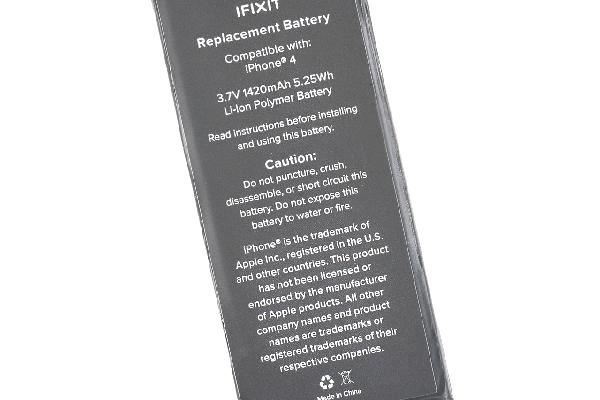 IFIXIT
Replacement Battery
Compatible with:
iPhone® 4
3.7V 1420mAh 5.25Wh
Li-Ion Polymer Battery
Read instructions before installing
and using this battery.
Caution:
Do not puncture, crush,
disassemble, or short circuit this
battery. Do not expose this
battary to water or fire.
iPhone® is the trademark of
Apple Inc., registered in the U.S.
and other countries. This product
has not been licensed or
endorsed by the manufacturer
of Apple products. All other
company names and product
names are trademarks or
registered trademarks of their
respective companies.
Made in China